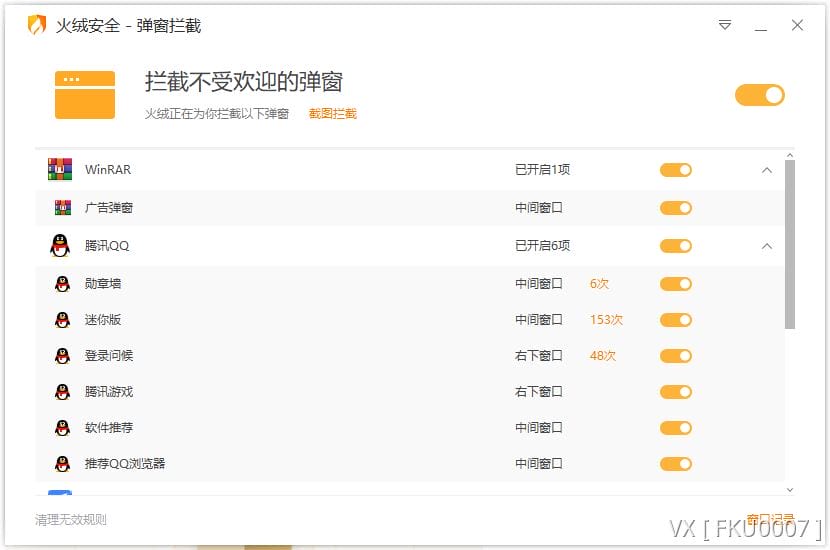 火绒安全 - 弹窗拦截
拦截不受欢迎的弹窗
火绒正在为你拦截以下弹窗 截图拦截
WinRAR 已开启1项
广告弹窗 中间窗口
腾讯QQ 已开启6项
勋章墙 中间窗口 6次
迷你版 中间窗口 153次
登录问候 右下窗口 48次
腾讯游戏 右下窗口
软件推荐 中间窗口
推荐QQ浏览器 中间窗口
清理无效规则 窗口记录
VX [ FKU0007 ]